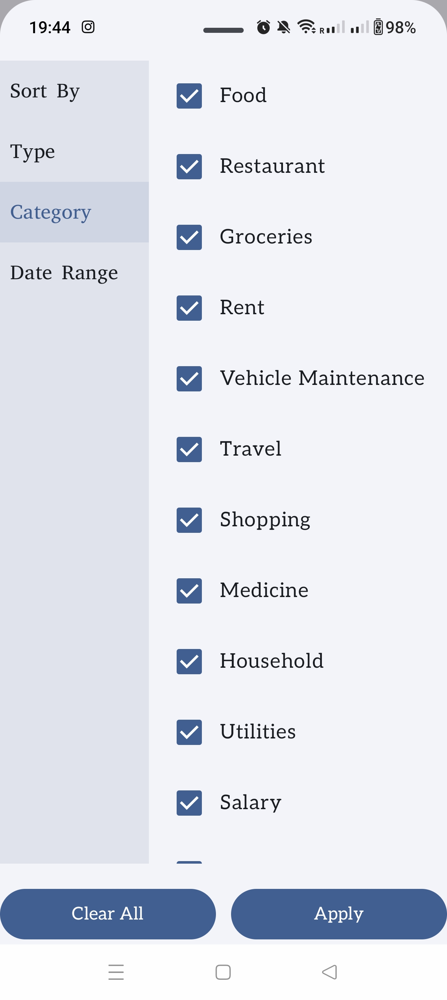 19:44
R
98%
Sort By
Type
Category
Date Range
Food
Restaurant
Groceries
Rent
Vehicle Maintenance
Travel
Shopping
Medicine
Household
Utilities
Salary
Clear All
Apply